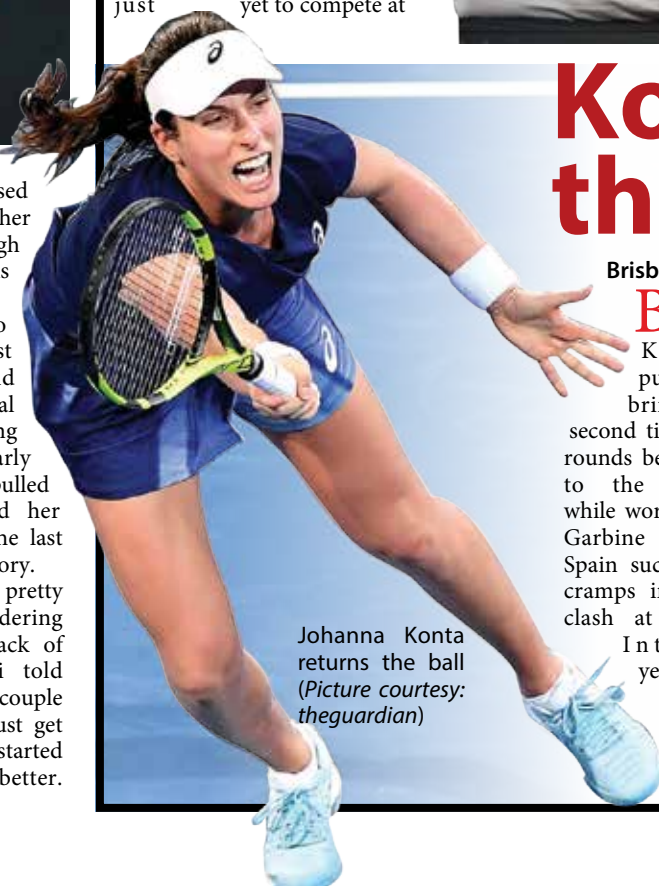 just yet to compete at
sed
her
gh
s
o
st
d
al
ng
arly
pulled
d her
he last
ory.
pretty
dering
ack of
i told
couple
ust get
started
better.
Johanna Konta
returns the ball
(Picture courtesy:
theguardian)
Ko
th
Brisb
B
K
pu
brin
second ti
rounds be
to the
while wor
Garbine
Spain suc
cramps i
clash at
Int
ye